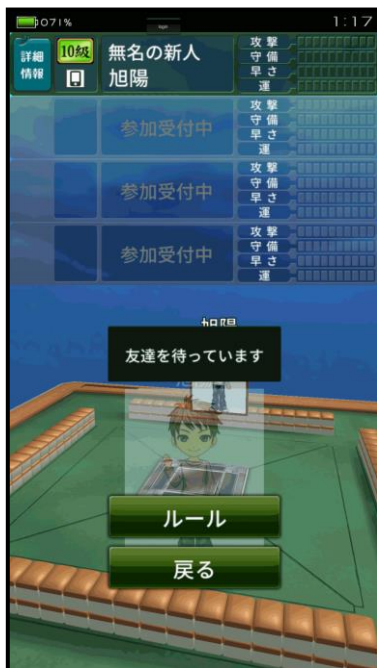 071%
1:17
詳細
情報
10級
無名の新人
旭陽
攻撃
守備
早さ
運
参加受付中
攻撃
守備
早さ
運
参加受付中
攻撃
守備
早さ
運
参加受付中
攻撃
守備
早さ
運
旭陽
友達を待っています
ルール
戻る